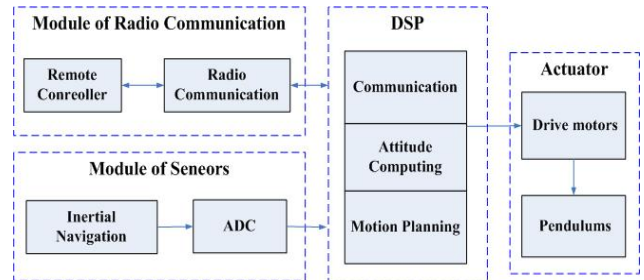 Module of Radio Communication
Remote
Conreoller
Radio
Communication
Module of Seneors
Inertial
Navigation
ADC
DSP
Communication
Attitude
Computing
Motion Planning
Actuator
Drive motors
Pendulums